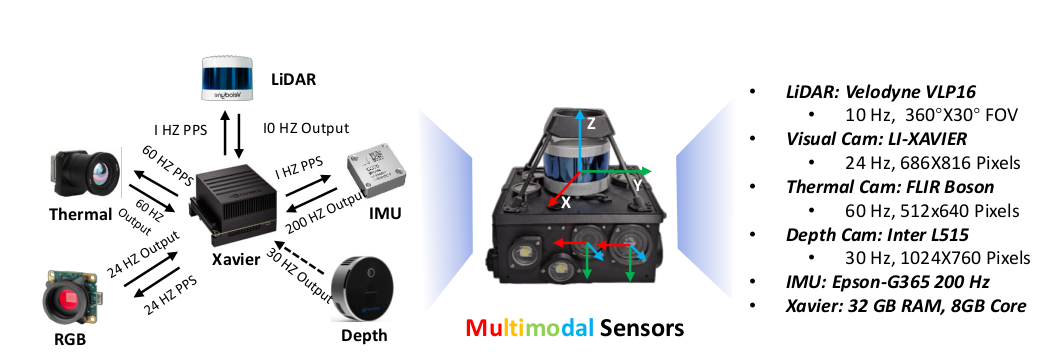 LiDAR
I HZ PPS
I0 HZ Output
60 HZ PPS
I HZ PPS
Thermal
60 HZ
Output
200 HZ Output
IMU
Xavier
24 HZ Output
30 HZ Output
24 HZ PPS
RGB
Depth
Velodyne
Z
Y
X
Multimodal Sensors
• LiDAR: Velodyne VLP16
• 10 Hz, 360°X30° FOV
• Visual Cam: LI-XAVIER
• 24 Hz, 686X816 Pixels
• Thermal Cam: FLIR Boson
• 60 Hz, 512x640 Pixels
• Depth Cam: Inter L515
• 30 Hz, 1024X760 Pixels
• IMU: Epson-G365 200 Hz
• Xavier: 32 GB RAM, 8GB Core